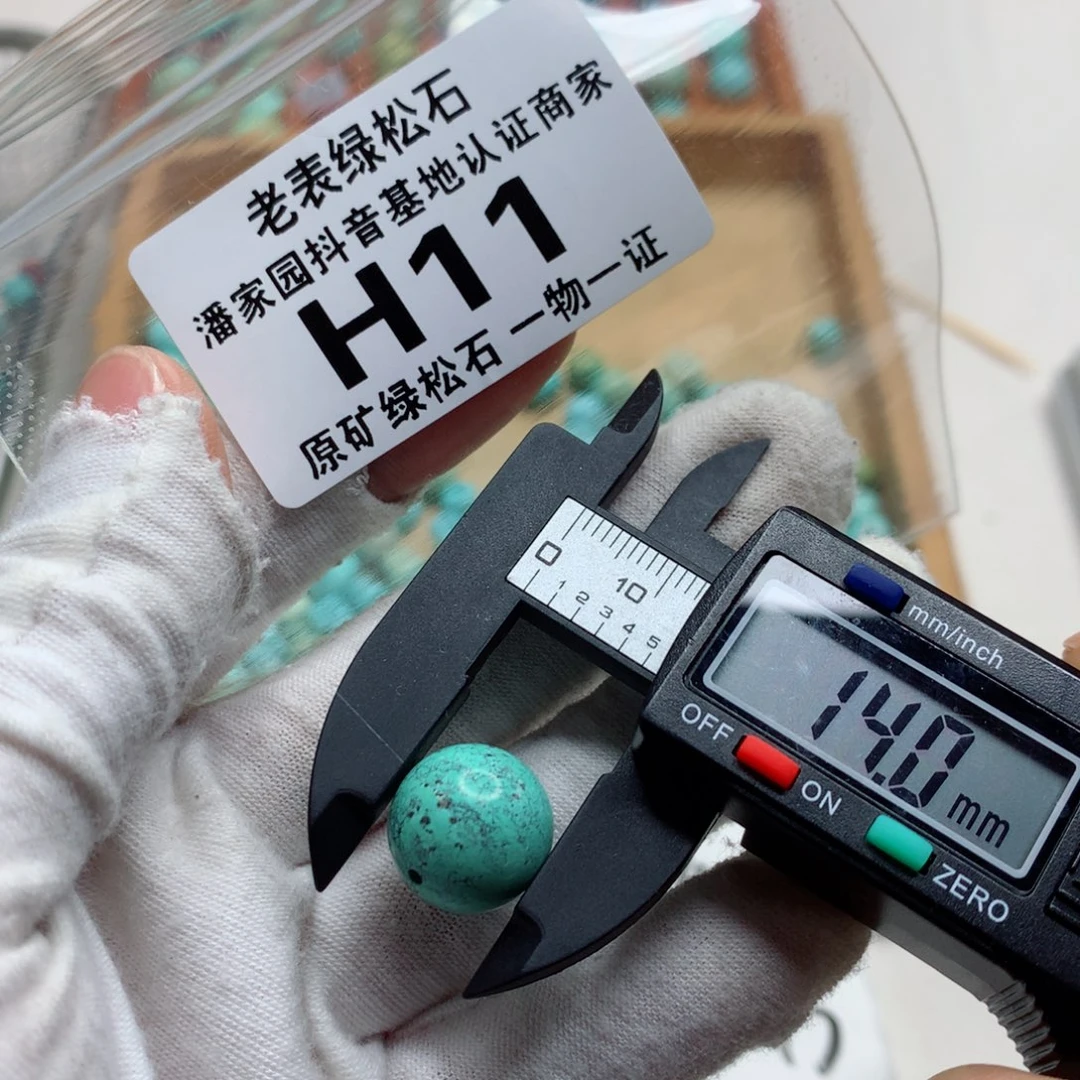 老表绿松石
潘家园抖音基地认证商家
H11
原矿绿松石 一物一证
0 10
1 2 3 4 5
mm/inch
14.0 mm
OFF ON
ZERO